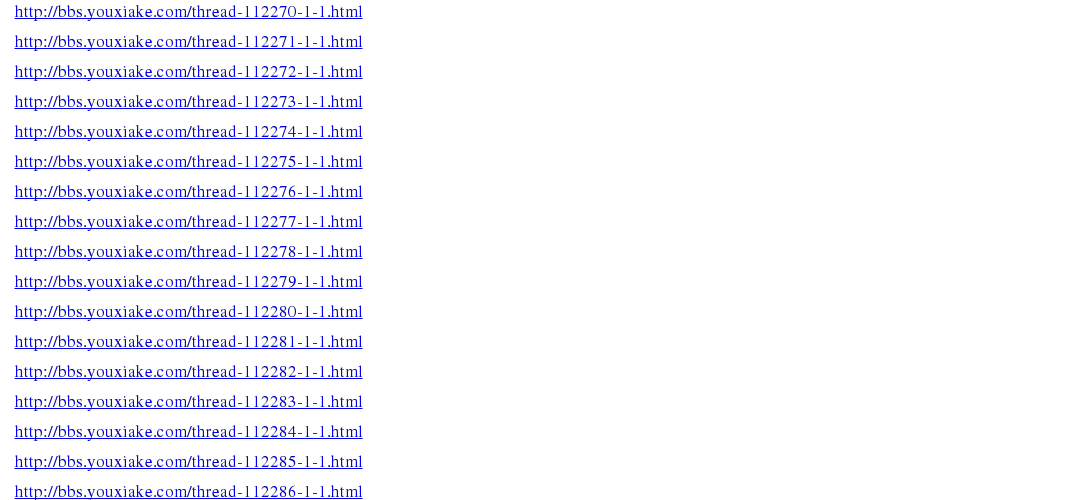 http://bbs.youxiake.com/thread-112270-1-1.html
http://bbs.youxiake.com/thread-112271-1-1.html
http://bbs.youxiake.com/thread-112272-1-1.html
http://bbs.youxiake.com/thread-112273-1-1.html
http://bbs.youxiake.com/thread-112274-1-1.html
http://bbs.youxiake.com/thread-112275-1-1.html
http://bbs.youxiake.com/thread-112276-1-1.html
http://bbs.youxiake.com/thread-112277-1-1.html
http://bbs.youxiake.com/thread-112278-1-1.html
http://bbs.youxiake.com/thread-112279-1-1.html
http://bbs.youxiake.com/thread-112280-1-1.html
http://bbs.youxiake.com/thread-112281-1-1.html
http://bbs.youxiake.com/thread-112282-1-1.html
http://bbs.youxiake.com/thread-112283-1-1.html
http://bbs.youxiake.com/thread-112284-1-1.html
http://bbs.youxiake.com/thread-112285-1-1.html
http://bbs.youxiake.com/thread-112286-1-1.html